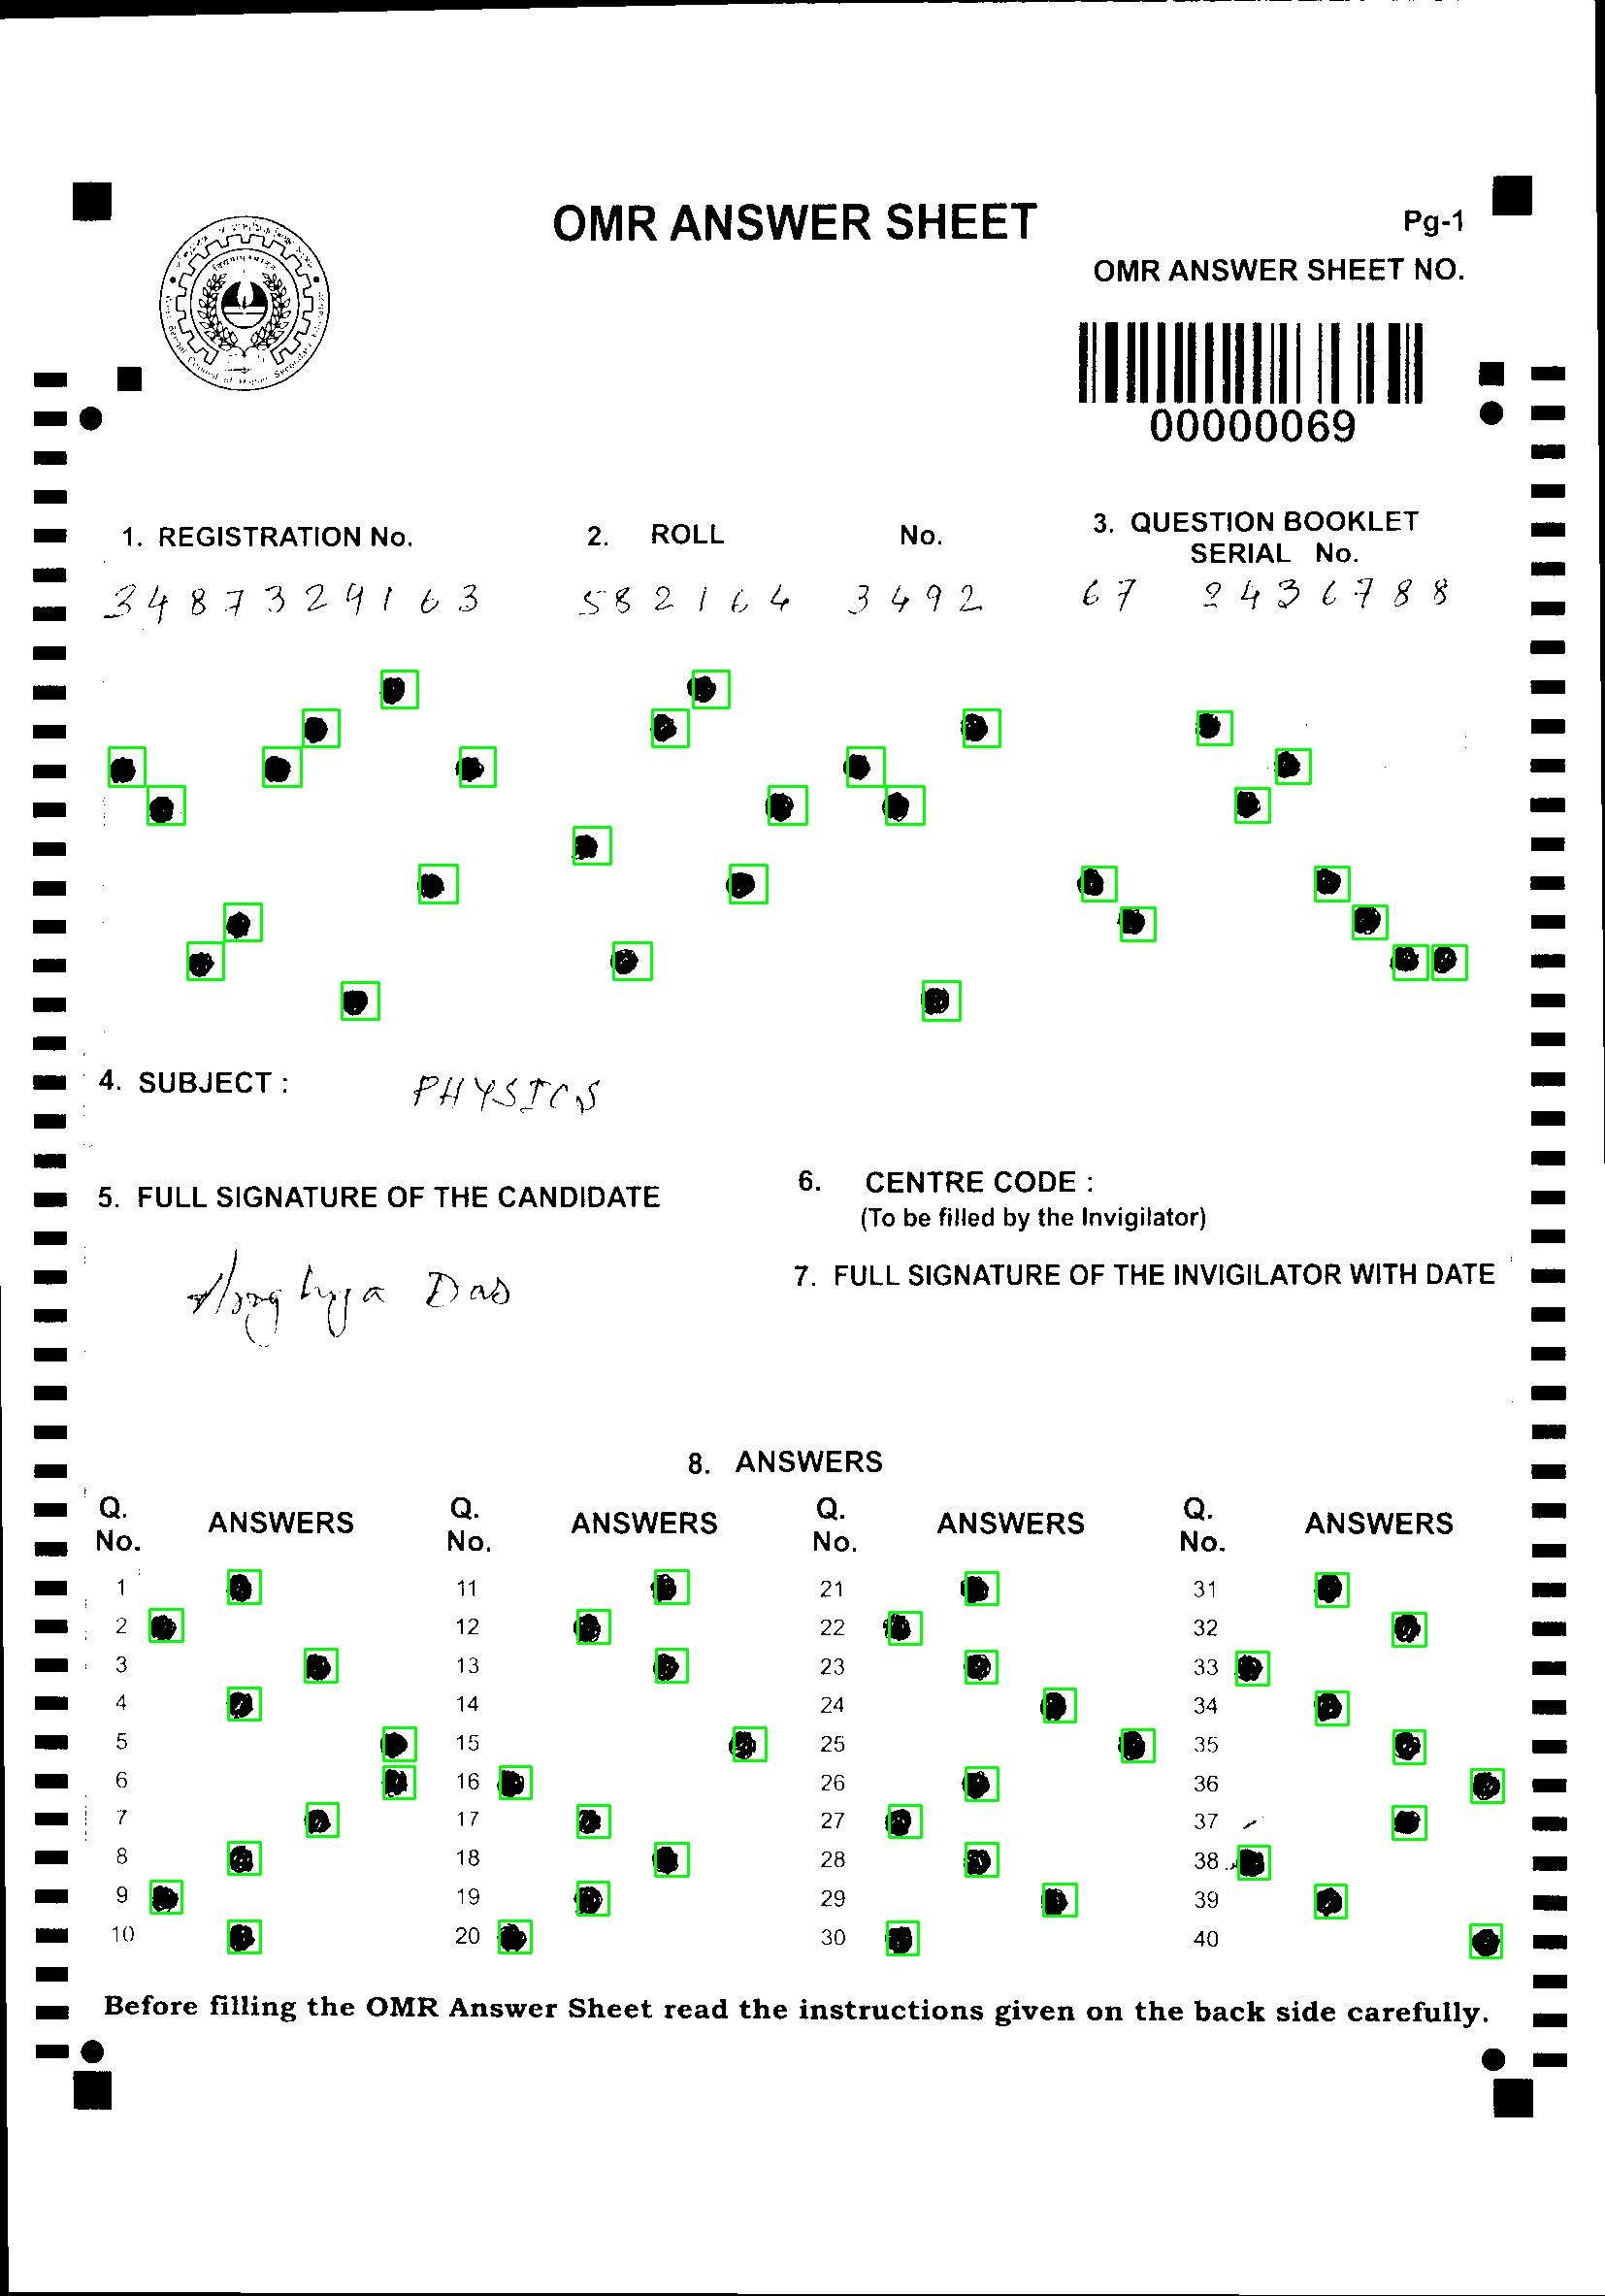 OMR ANSWER SHEET
Pg-1
OMR ANSWER SHEET NO.
00000069
1. REGISTRATION No.
2. ROLL No.
3. QUESTION BOOKLET
SERIAL No.
3487329163
582164 3492
67 2436788
4. SUBJECT : PHYSICS
5. FULL SIGNATURE OF THE CANDIDATE
6. CENTRE CODE :
(To be filled by the Invigilator)
Das
7. FULL SIGNATURE OF THE INVIGILATOR WITH DATE
8. ANSWERS
Q. No. ANSWERS Q. No. ANSWERS Q. No. ANSWERS Q. No. ANSWERS
1 11 21 31
2 12 22 32
3 13 23 33
4 14 24 34
5 15 25 35
6 16 26 36
7 17 27 37
8 18 28 38
9 19 29 39
10 20 30 40
Before filling the OMR Answer Sheet read the instructions given on the back side carefully.